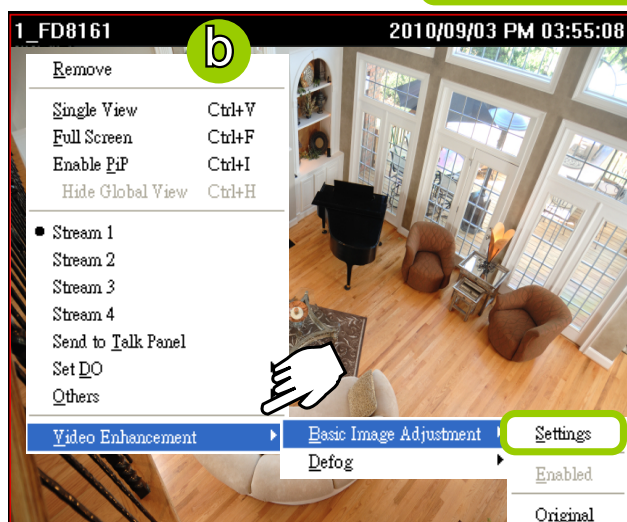 1_FD8161 2010/09/03 PM 03:55:08
b
Remove
Single View Ctrl+V
Full Screen Ctrl+F
Enable PiP Ctrl+I
Hide Global View Ctrl+H
Stream 1
Stream 2
Stream 3
Stream 4
Send to Talk Panel
Set DO
Others
Video Enhancement
Basic Image Adjustment
Settings
Defog
Enabled
Original